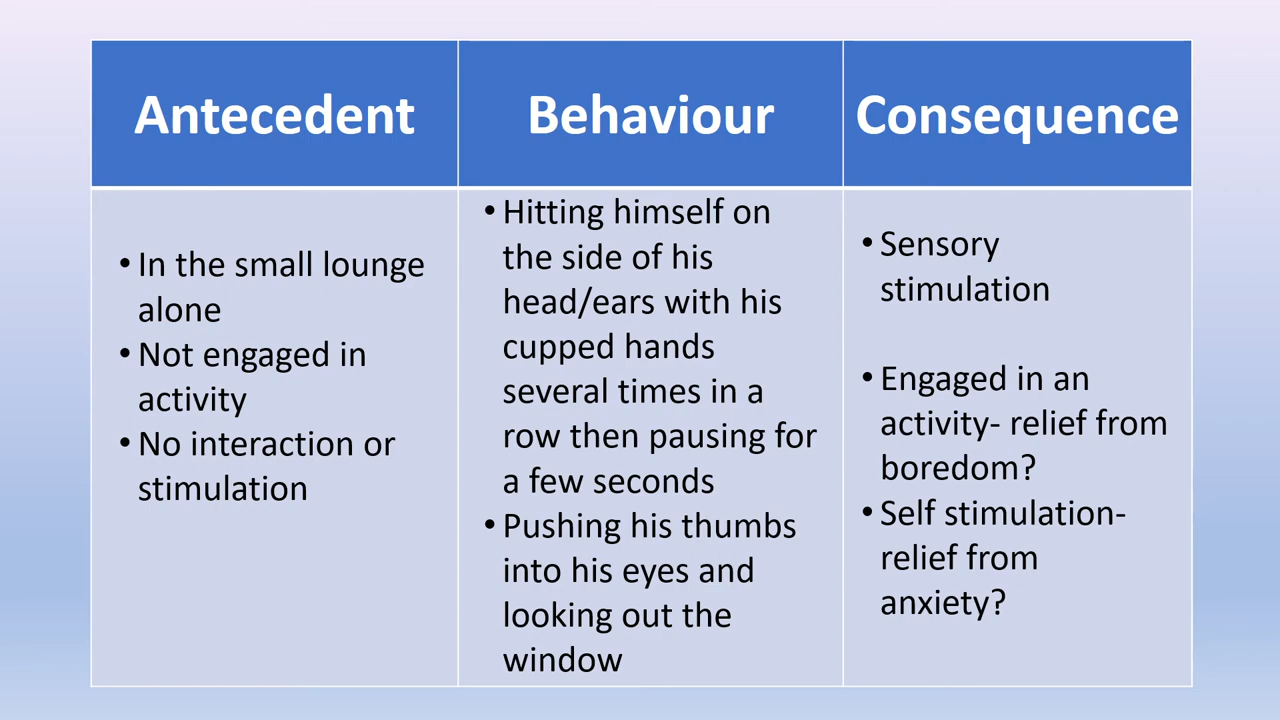 Antecedent
Behaviour
Consequence
• In the small lounge
alone
• Not engaged in
activity
• No interaction or
stimulation
• Hitting himself on
the side of his
head/ears with his
cupped hands
several times in a
row then pausing for
a few seconds
• Pushing his thumbs
into his eyes and
looking out the
window
• Sensory
stimulation
• Engaged in an
activity- relief from
boredom?
• Self stimulation-
relief from
anxiety?